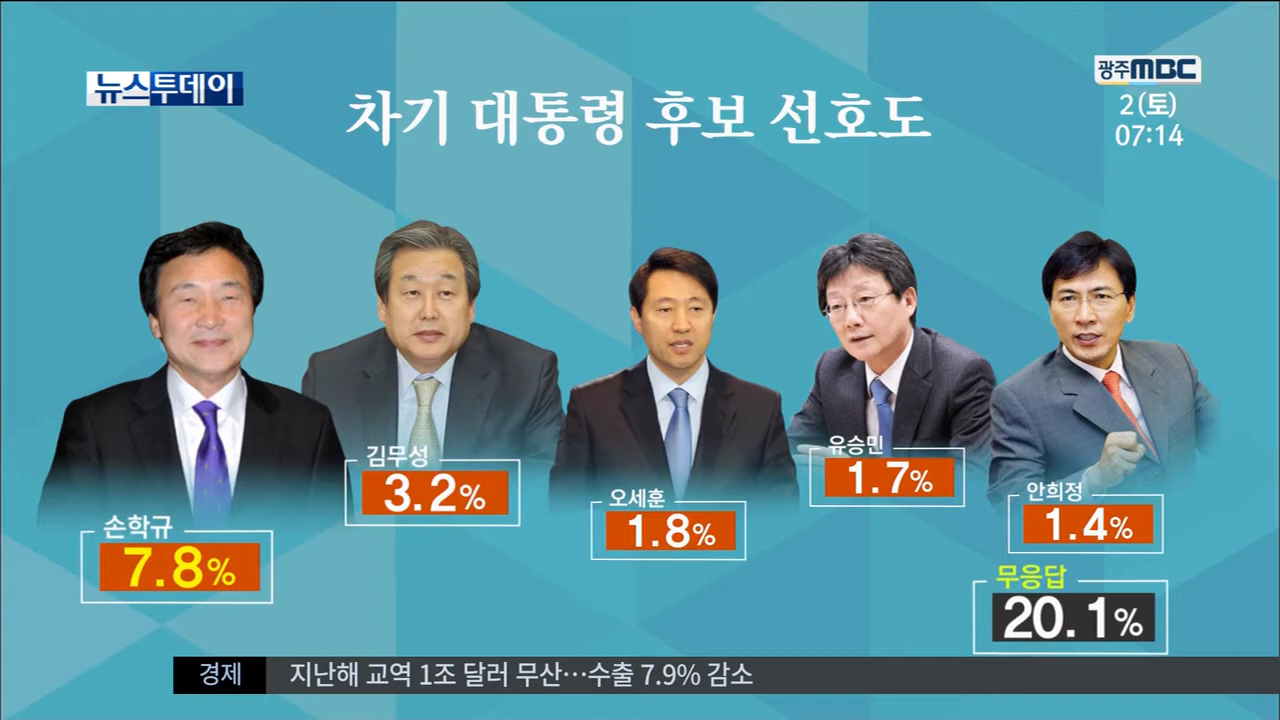 뉴스투데이
차기 대통령 후보 선호도
광주MBC
2(토)
07:14
손학규
7.8%
김무성
3.2%
오세훈
1.8%
유승민
1.7%
안희정
1.4%
무응답
20.1%
경제 지난해 교역 1조 달러 무산…수출 7.9% 감소